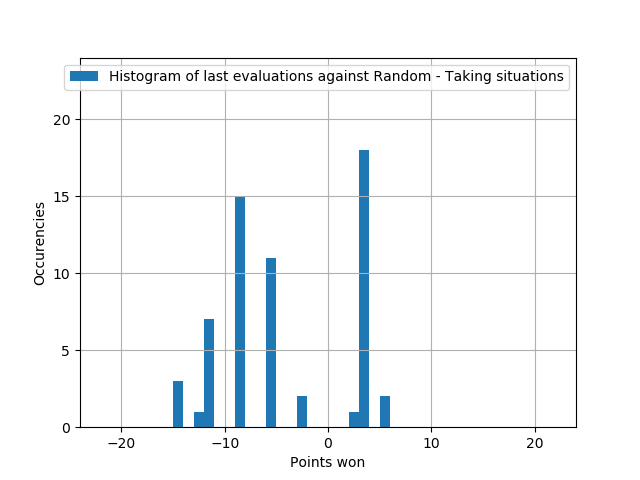 Histogram of last evaluations against Random - Taking situations
20
15
10
5
0
Occurencies
−20 −10 0 10 20
Points won